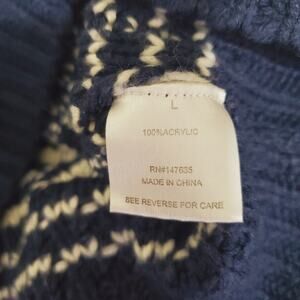 L
100%ACRYLIC
RN#147635
MADE IN CHINA
SEE REVERSE FOR CARE